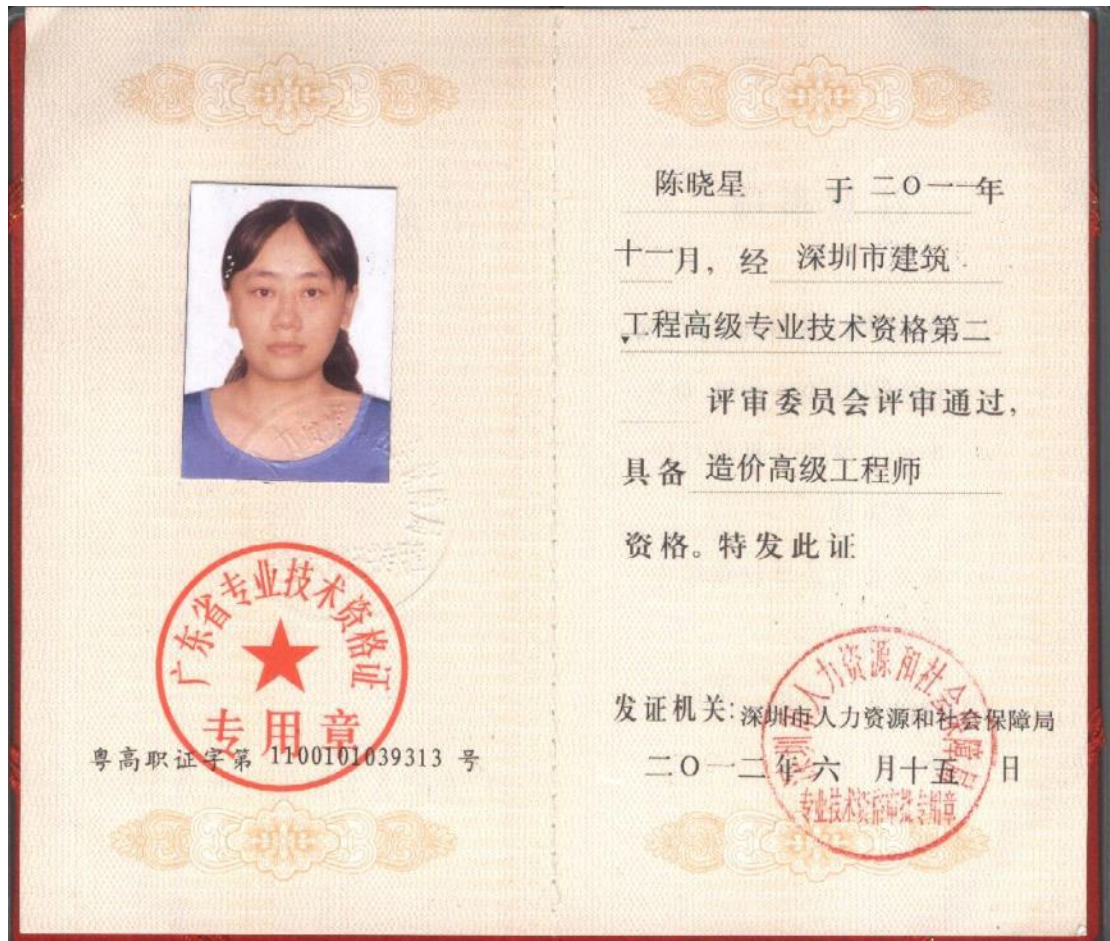 广东省专业技术资格证
专用章
粤高职证字第 1100101039313 号
陈晓星 于 二○一一年
十一月，经 深圳市建筑
工程高级专业技术资格第二
评审委员会评审通过，
具备 造价高级工程师
资格。特发此证
发证机关：深圳市人力资源和社会保障局
二○一二年六 月十五 日
深圳市人力资源和社会保障局
专业技术资格审批专用章